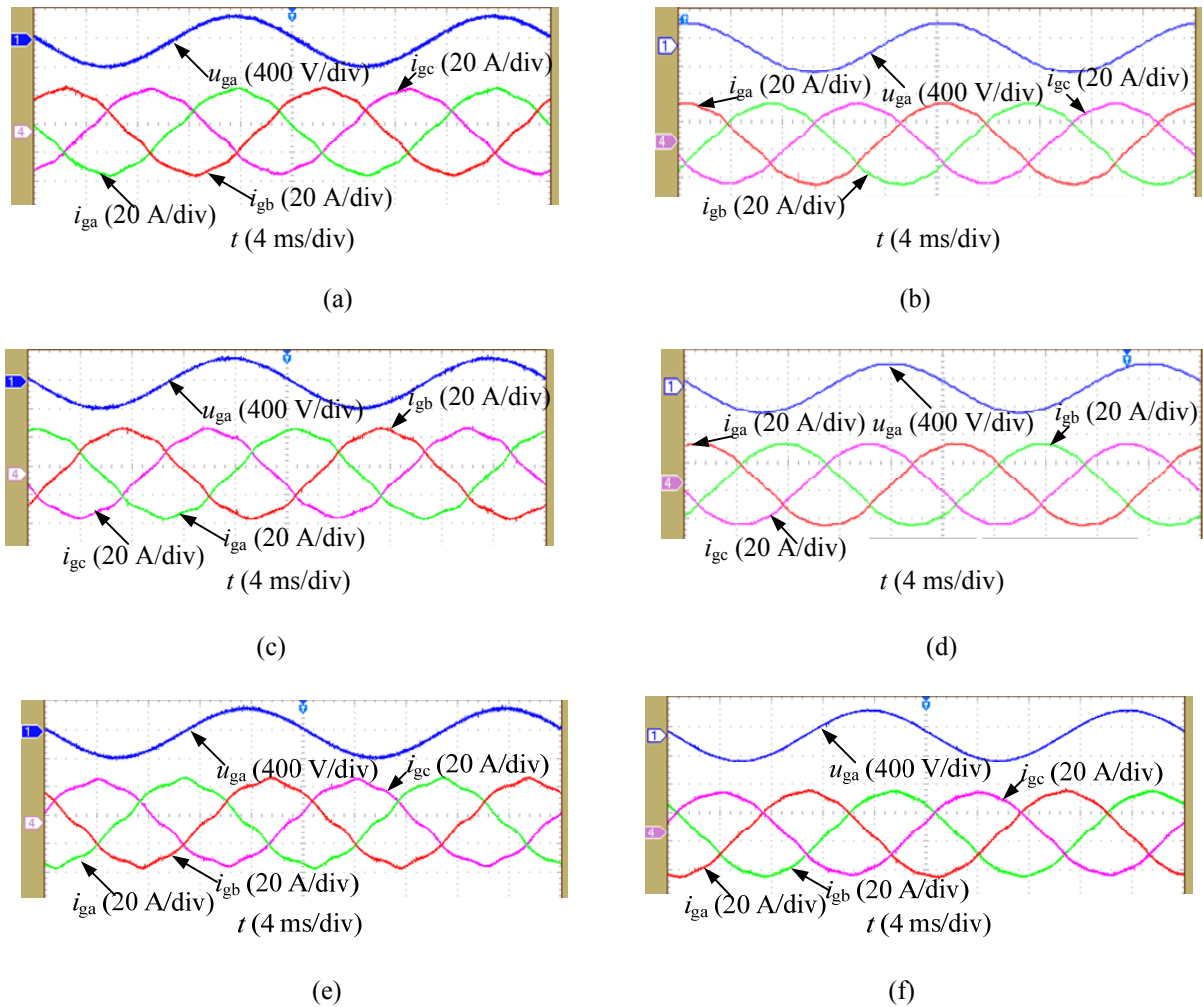 1
u_ga (400 V/div)
i_gc (20 A/div)
4
i_gb (20 A/div)
i_ga (20 A/div)
t (4 ms/div)
(a)
1
i_ga (20 A/div)
u_ga (400 V/div)
i_gc (20 A/div)
4
i_gb (20 A/div)
t (4 ms/div)
(b)
1
u_ga (400 V/div)
i_gb (20 A/div)
4
i_gc (20 A/div)
i_ga (20 A/div)
t (4 ms/div)
(c)
1
i_ga (20 A/div)
u_ga (400 V/div)
i_gb (20 A/div)
4
i_gc (20 A/div)
t (4 ms/div)
(d)
1
u_ga (400 V/div)
i_gc (20 A/div)
4
i_ga (20 A/div)
i_gb (20 A/div)
t (4 ms/div)
(e)
1
u_ga (400 V/div)
i_gc (20 A/div)
4
i_ga (20 A/div)
i_gb (20 A/div)
t (4 ms/div)
(f)